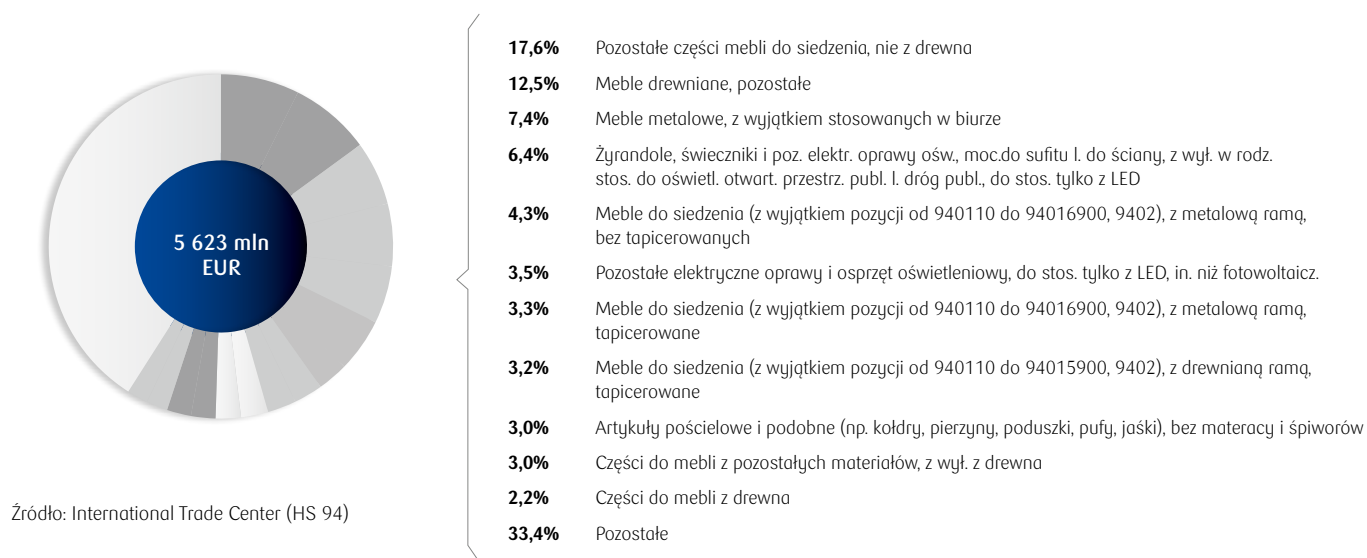 5 623 mln
EUR
17,6% Pozostałe części mebli do siedzenia, nie z drewna
12,5% Meble drewniane, pozostałe
7,4% Meble metalowe, z wyjątkiem stosowanych w biurze
6,4% Żyrandole, świeczniki i poz. elektr. oprawy ośw., moc.do sufitu l. do ściany, z wył. w rodz.
stos. do oświetl. otwart. przestrz. publ. l. dróg publ., do stos. tylko z LED
4,3% Meble do siedzenia (z wyjątkiem pozycji od 940110 do 94016900, 9402), z metalową ramą,
bez tapicerowanych
3,5% Pozostałe elektryczne oprawy i osprzęt oświetleniowy, do stos. tylko z LED, in. niż fotowoltaicz.
3,3% Meble do siedzenia (z wyjątkiem pozycji od 940110 do 94016900, 9402), z metalową ramą,
tapicerowane
3,2% Meble do siedzenia (z wyjątkiem pozycji od 940110 do 94015900, 9402), z drewnianą ramą,
tapicerowane
3,0% Artykuły pościelowe i podobne (np. kołdry, pierzyny, poduszki, pufy, jaśki), bez materacy i śpiworów
3,0% Części do mebli z pozostałych materiałów, z wył. z drewna
2,2% Części do mebli z drewna
33,4% Pozostałe
Źródło: International Trade Center (HS 94)